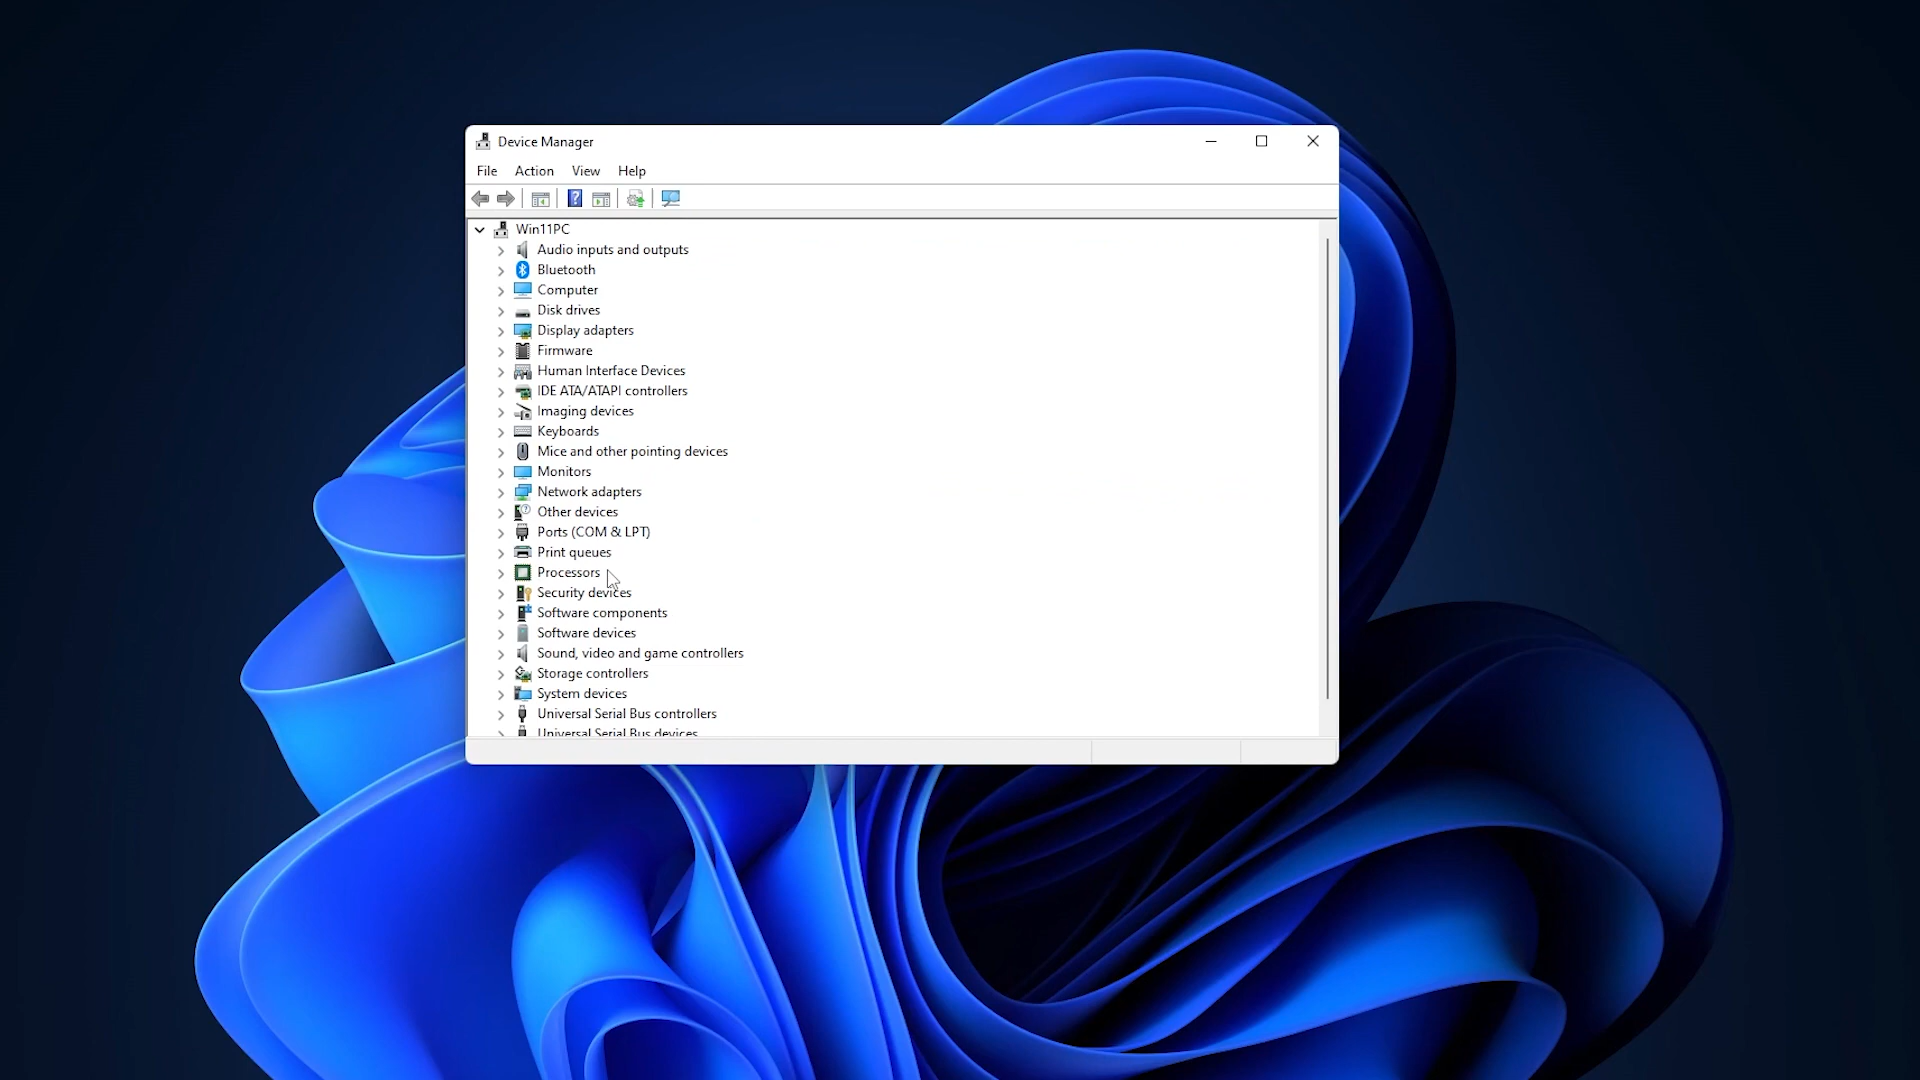 Device Manager
File Action View Help
Win11PC
Audio inputs and outputs
Bluetooth
Computer
Disk drives
Display adapters
Firmware
Human Interface Devices
IDE ATA/ATAPI controllers
Imaging devices
Keyboards
Mice and other pointing devices
Monitors
Network adapters
Other devices
Ports (COM & LPT)
Print queues
Processors
Security devices
Software components
Software devices
Sound, video and game controllers
Storage controllers
System devices
Universal Serial Bus controllers
Universal Serial Bus devices